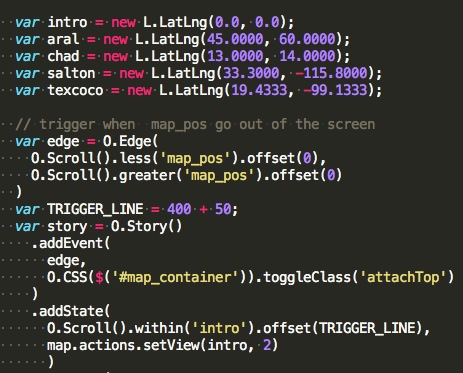 var intro = new L.LatLng(0.0, 0.0);
var aral = new L.LatLng(45.0000, 60.0000);
var chad = new L.LatLng(13.0000, 14.0000);
var salton = new L.LatLng(33.3000, -115.8000);
var texcoco = new L.LatLng(19.4333, -99.1333);
// trigger when  map_pos go out of the screen
var edge = O.Edge(
O.Scroll().less('map_pos').offset(0),
O.Scroll().greater('map_pos').offset(0)
)
var TRIGGER_LINE = 400 + 50;
var story = O.Story()
.addEvent(
edge,
O.CSS($('#map_container')).toggleClass('attachTop')
)
.addState(
O.Scroll().within('intro').offset(TRIGGER_LINE),
map.actions.setView(intro, 2)
)